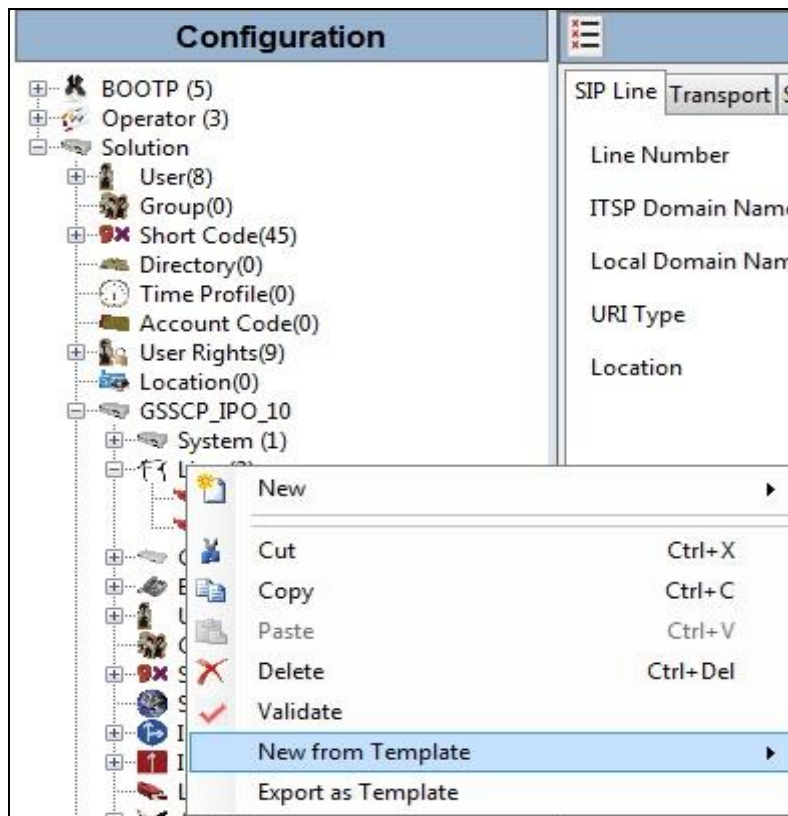 Configuration
BOOTP (5)
Operator (3)
Solution
User(8)
Group(0)
Short Code(45)
Directory(0)
Time Profile(0)
Account Code(0)
User Rights(9)
Location(0)
GSSCP_IPO_10
System (1)
SIP Line Transport
Line Number
ITSP Domain Name
Local Domain Nam
URI Type
Location
New
Cut Ctrl+X
Copy Ctrl+C
Paste Ctrl+V
Delete Ctrl+Del
Validate
New from Template
Export as Template